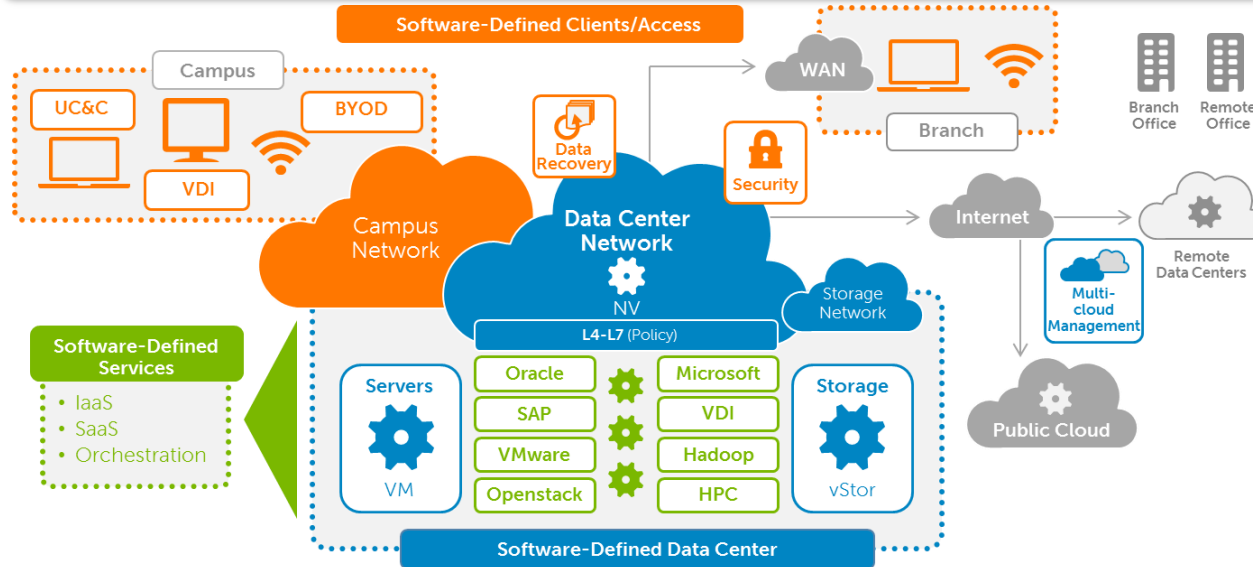 Software-Defined Clients/Access
Campus
UC&C
BYOD
VDI
WAN
Branch
Branch
Office
Remote
Office
Data
Recovery
Security
Campus
Network
Data Center
Network
NV
Internet
Remote
Data Centers
Multi-
cloud
Management
Storage
Network
L4-L7 (Policy)
Software-Defined
Services
• IaaS
• SaaS
• Orchestration
Servers
VM
Oracle
SAP
VMware
Openstack
Microsoft
VDI
Hadoop
HPC
Storage
vStor
Public Cloud
Software-Defined Data Center